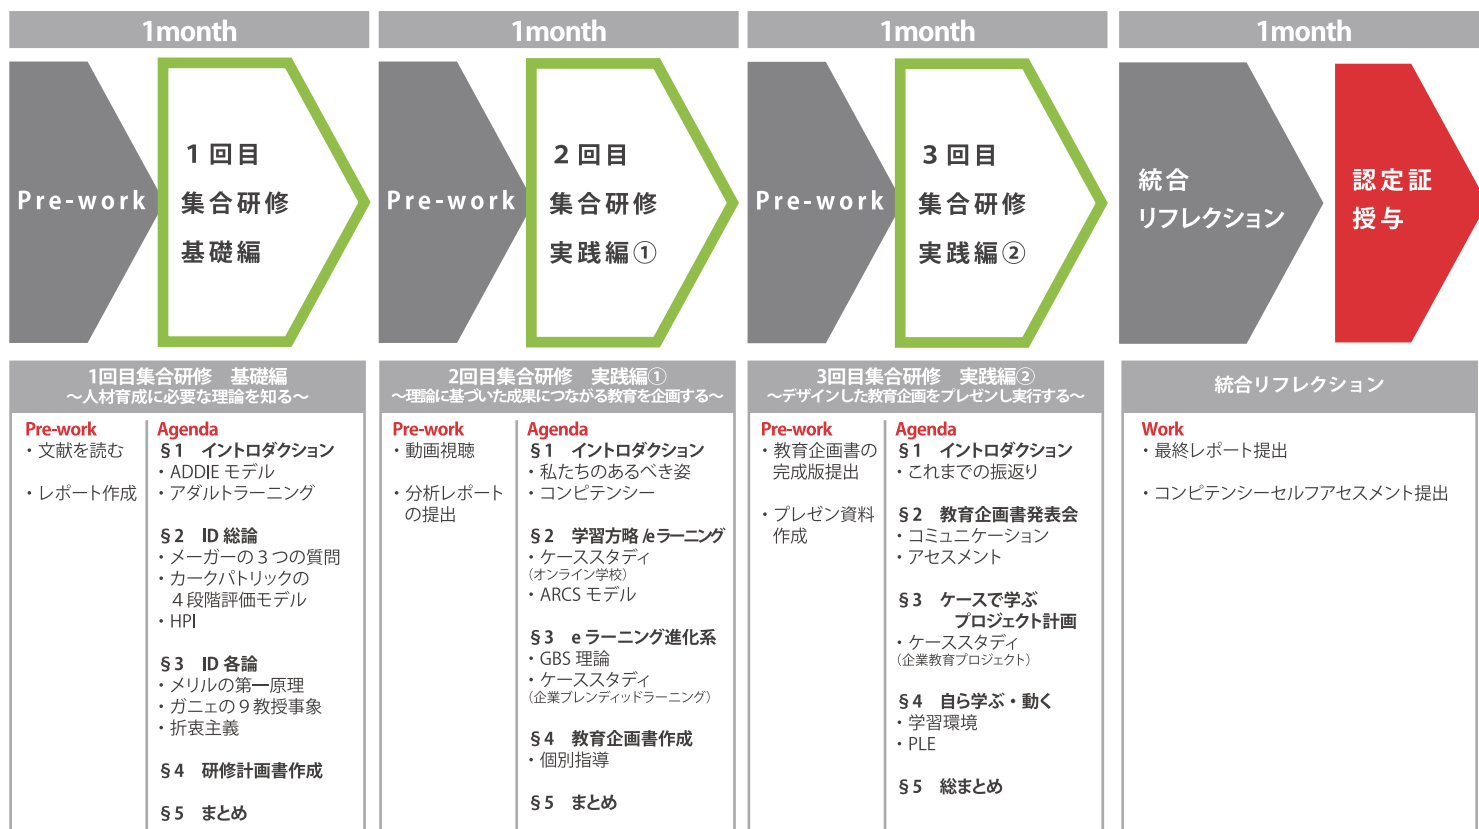 1month
1month
1month
1month
Pre-work
1回目
集合研修
基礎編
Pre-work
2回目
集合研修
実践編①
Pre-work
3回目
集合研修
実践編②
統合
リフレクション
認定証
授与
1回目集合研修　基礎編
～人材育成に必要な理論を知る～
Pre-work
・文献を読む
・レポート作成
Agenda
§1　イントロダクション
・ADDIE モデル
・アダルトラーニング
§2　ID 総論
・メーガーの３つの質問
・カークパトリックの
４段階評価モデル
・HPI
§3　ID 各論
・メリルの第一原理
・ガニェの９教授事象
・折衷主義
§4　研修計画書作成
§5　まとめ
2回目集合研修　実践編①
～理論に基づいた成果につながる教育を企画する～
Pre-work
・動画視聴
・分析レポート
の提出
Agenda
§1　イントロダクション
・私たちのあるべき姿
・コンピテンシー
§2　学習方略/eラーニング
・ケーススタディ
（オンライン学校）
・ARCS モデル
§3　e ラーニング進化系
・GBS 理論
・ケーススタディ
（企業ブレンディッドラーニング）
§4　教育企画書作成
・個別指導
§5　まとめ
3回目集合研修　実践編②
～デザインした教育企画をプレゼンし実行する～
Pre-work
・教育企画書の
完成版提出
・プレゼン資料
作成
Agenda
§1　イントロダクション
・これまでの振返り
§2　教育企画書発表会
・コミュニケーション
・アセスメント
§3　ケースで学ぶ
プロジェクト計画
・ケーススタディ
（企業教育プロジェクト）
§4　自ら学ぶ・動く
・学習環境
・PLE
§5　総まとめ
統合リフレクション
Work
・最終レポート提出
・コンピテンシーセルフアセスメント提出